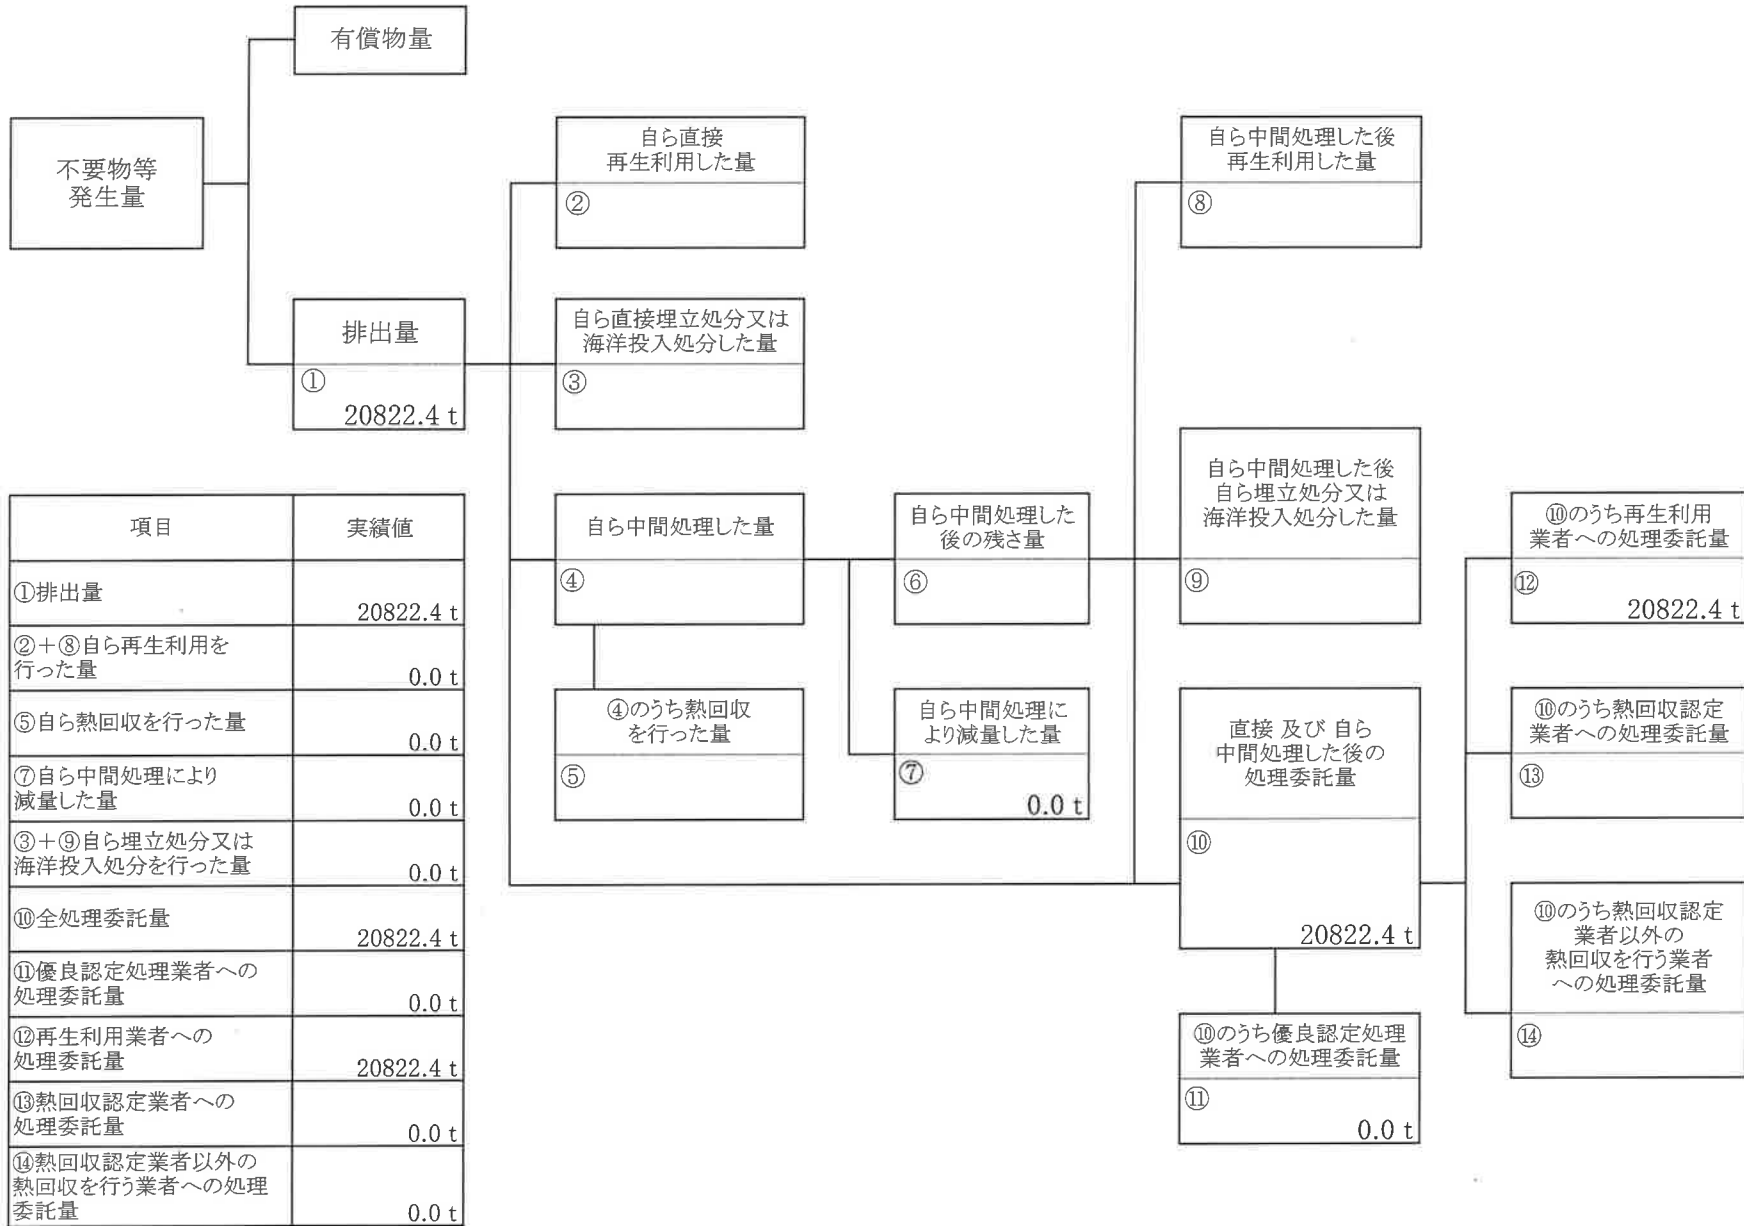 有償物量
不要物等
発生量
排出量
①
20822.4 t
自ら直接
再生利用した量
②
自ら直接埋立処分又は
海洋投入処分した量
③
自ら中間処理した量
④
④のうち熱回収
を行った量
⑤
自ら中間処理した
後の残さ量
⑥
自ら中間処理に
より減量した量
⑦
0.0 t
自ら中間処理した後
再生利用した量
⑧
自ら中間処理した後
自ら埋立処分又は
海洋投入処分した量
⑨
直接 及び 自ら
中間処理した後の
処理委託量
⑩
20822.4 t
⑩のうち優良認定処理
業者への処理委託量
⑪
0.0 t
⑩のうち再生利用
業者への処理委託量
⑫
20822.4 t
⑩のうち熱回収認定
業者への処理委託量
⑬
⑩のうち熱回収認定
業者以外の
熱回収を行う業者
への処理委託量
⑭
項目 実績値
①排出量
20822.4 t
②＋⑧自ら再生利用を
行った量
0.0 t
⑤自ら熱回収を行った量
0.0 t
⑦自ら中間処理により
減量した量
0.0 t
③＋⑨自ら埋立処分又は
海洋投入処分を行った量
0.0 t
⑩全処理委託量
20822.4 t
⑪優良認定処理業者への
処理委託量
0.0 t
⑫再生利用業者への
処理委託量
20822.4 t
⑬熱回収認定業者への
処理委託量
0.0 t
⑭熱回収認定業者以外の
熱回収を行う業者への処理
委託量
0.0 t